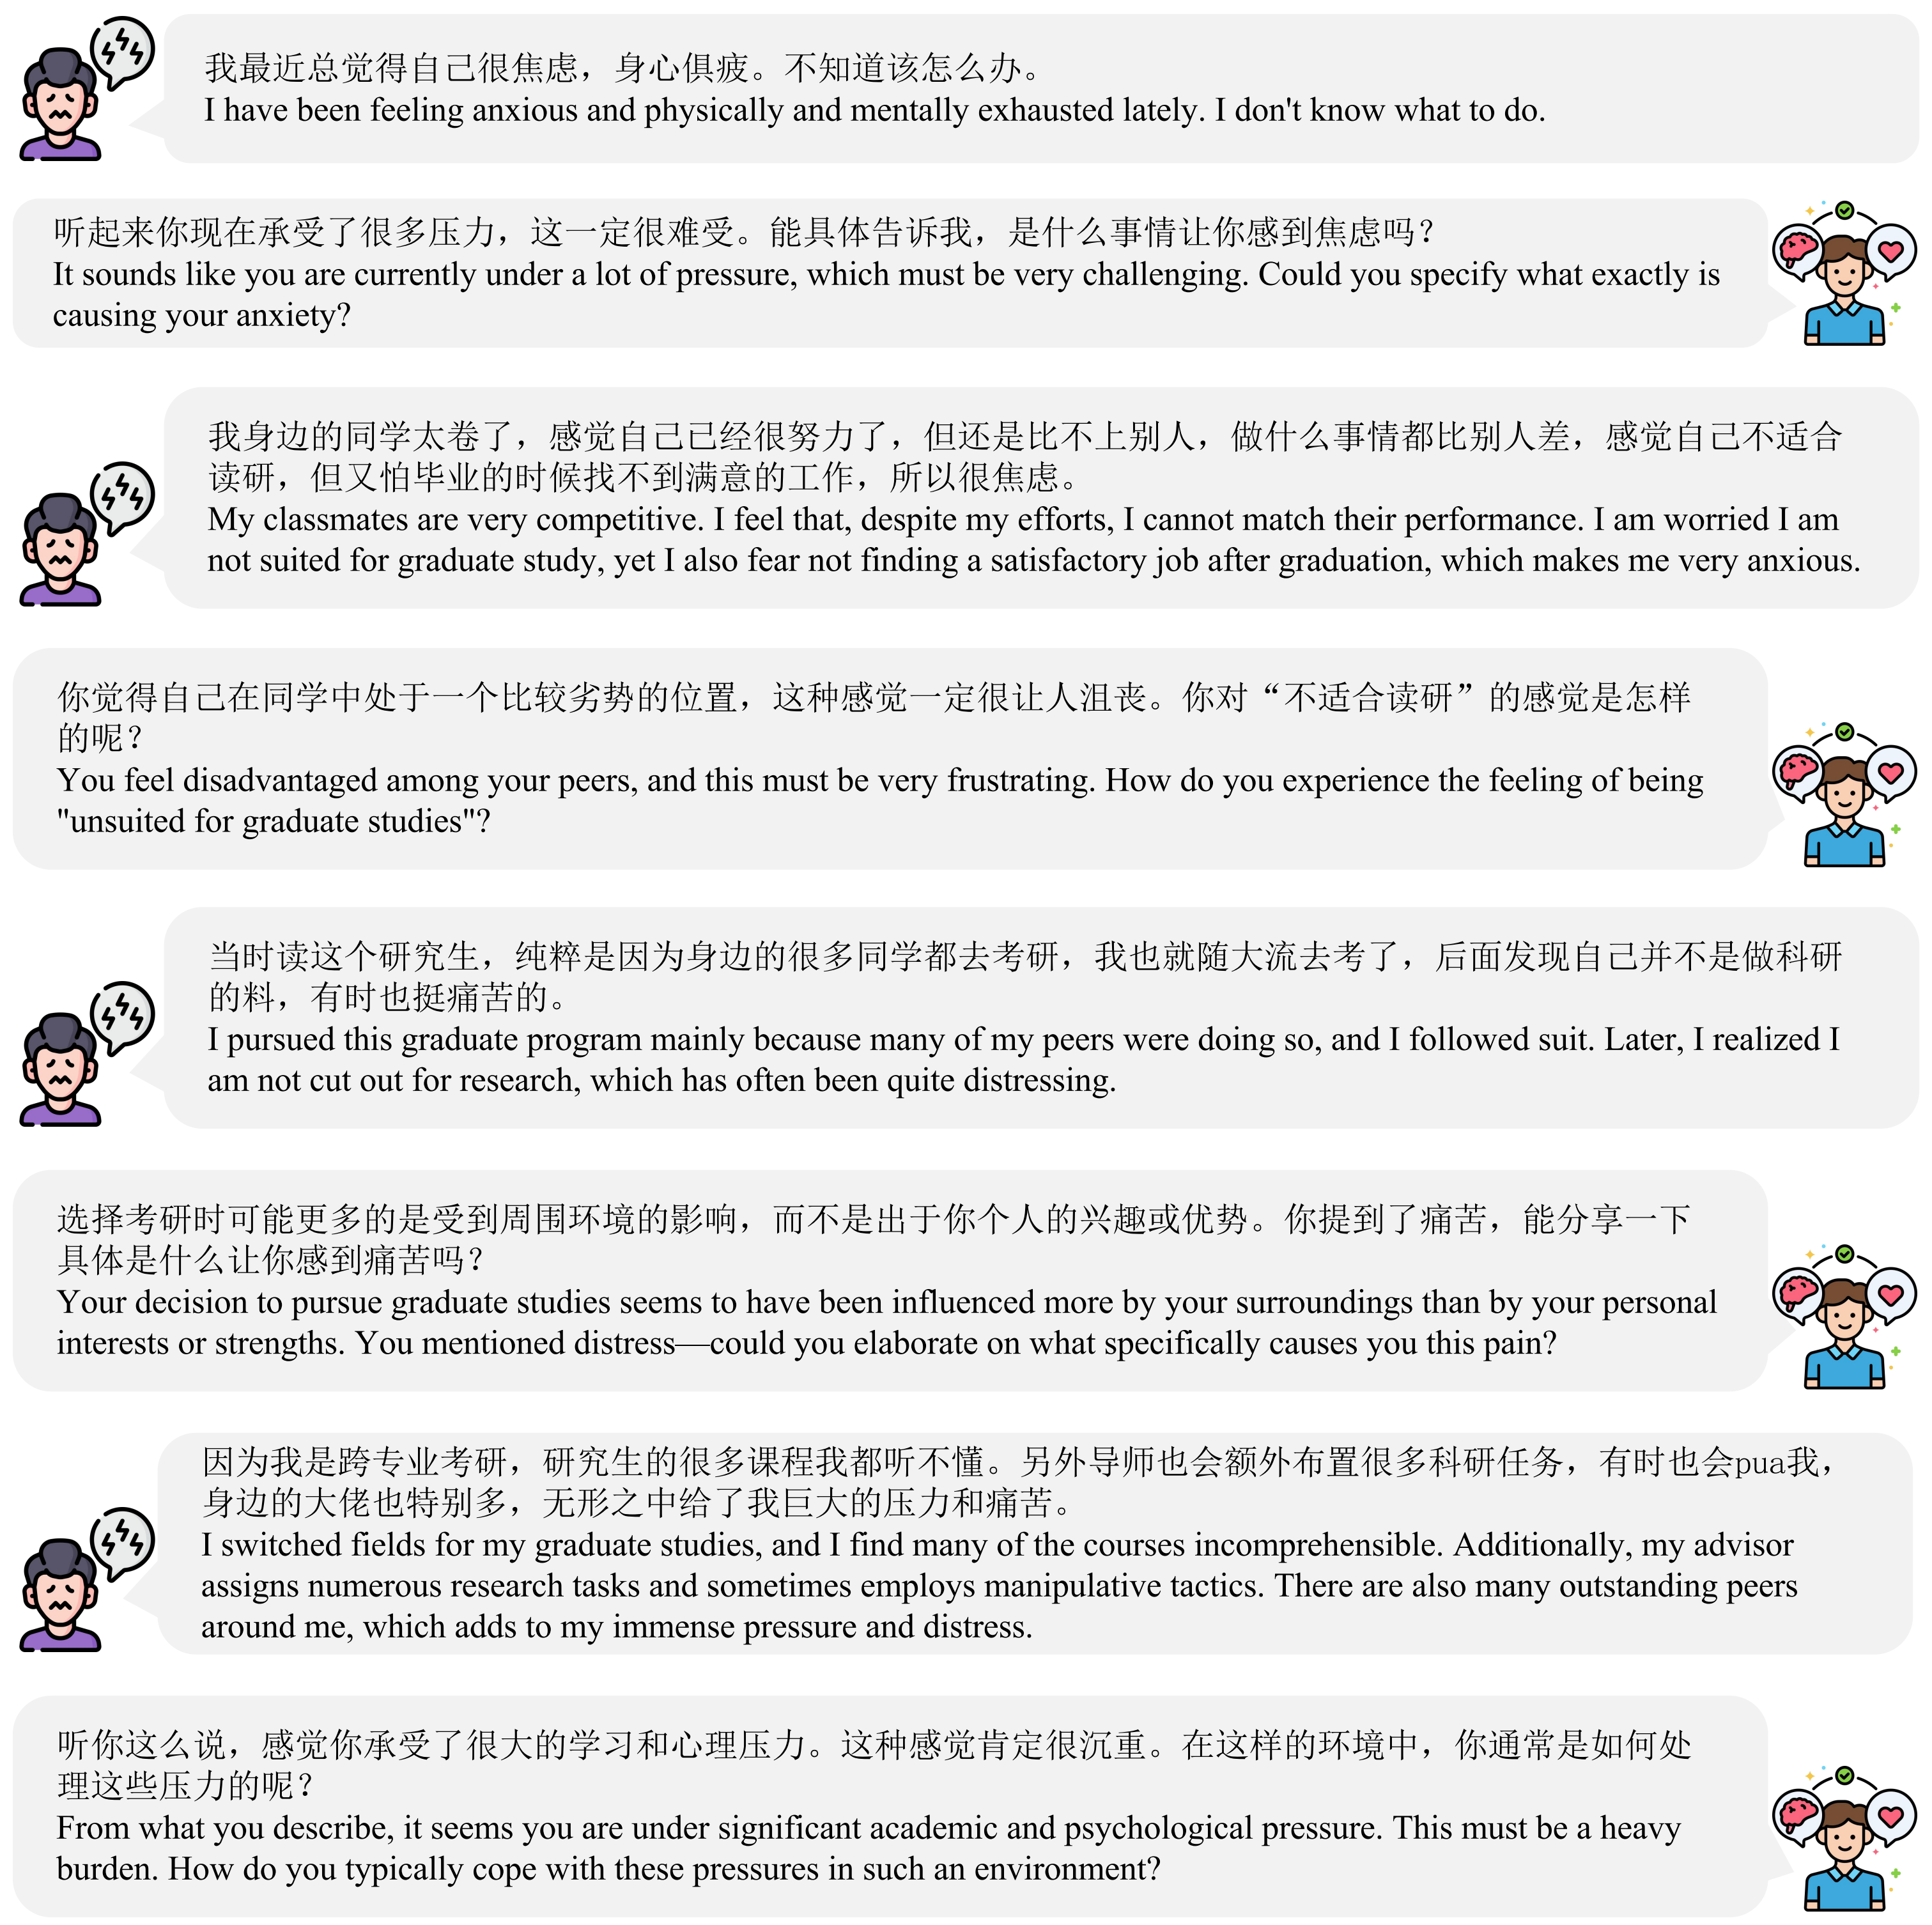 我最近总觉得自己很焦虑，身心俱疲。不知道该怎么办。
I have been feeling anxious and physically and mentally exhausted lately. I don't know what to do.
听起来你现在承受了很多压力，这一定很难受。能具体告诉我，是什么事情让你感到焦虑吗？
It sounds like you are currently under a lot of pressure, which must be very challenging. Could you specify what exactly is
causing your anxiety?
我身边的同学太卷了，感觉自己已经很努力了，但还是比不上别人，做什么事情都比别人差，感觉自己不适合
读研，但又怕毕业的时候找不到满意的工作，所以很焦虑。
My classmates are very competitive. I feel that, despite my efforts, I cannot match their performance. I am worried I am
not suited for graduate study, yet I also fear not finding a satisfactory job after graduation, which makes me very anxious.
你觉得自己在同学中处于一个比较劣势的位置，这种感觉一定很让人沮丧。你对“不适合读研”的感觉是怎样
的呢？
You feel disadvantaged among your peers, and this must be very frustrating. How do you experience the feeling of being
"unsuited for graduate studies"?
当时读这个研究生，纯粹是因为身边的很多同学都去考研，我也就随大流去考了，后面发现自己并不是做科研
的料，有时也挺痛苦的。
I pursued this graduate program mainly because many of my peers were doing so, and I followed suit. Later, I realized I
am not cut out for research, which has often been quite distressing.
选择考研时可能更多的是受到周围环境的影响，而不是出于你个人的兴趣或优势。你提到了痛苦，能分享一下
具体是什么让你感到痛苦吗？
Your decision to pursue graduate studies seems to have been influenced more by your surroundings than by your personal
interests or strengths. You mentioned distress—could you elaborate on what specifically causes you this pain?
因为我是跨专业考研，研究生的很多课程我都听不懂。另外导师也会额外布置很多科研任务，有时也会pua我，
身边的大佬也特别多，无形之中给了我巨大的压力和痛苦。
I switched fields for my graduate studies, and I find many of the courses incomprehensible. Additionally, my advisor
assigns numerous research tasks and sometimes employs manipulative tactics. There are also many outstanding peers
around me, which adds to my immense pressure and distress.
听你这么说，感觉你承受了很大的学习和心理压力。这种感觉肯定很沉重。在这样的环境中，你通常是如何处
理这些压力的呢？
From what you describe, it seems you are under significant academic and psychological pressure. This must be a heavy
burden. How do you typically cope with these pressures in such an environment?